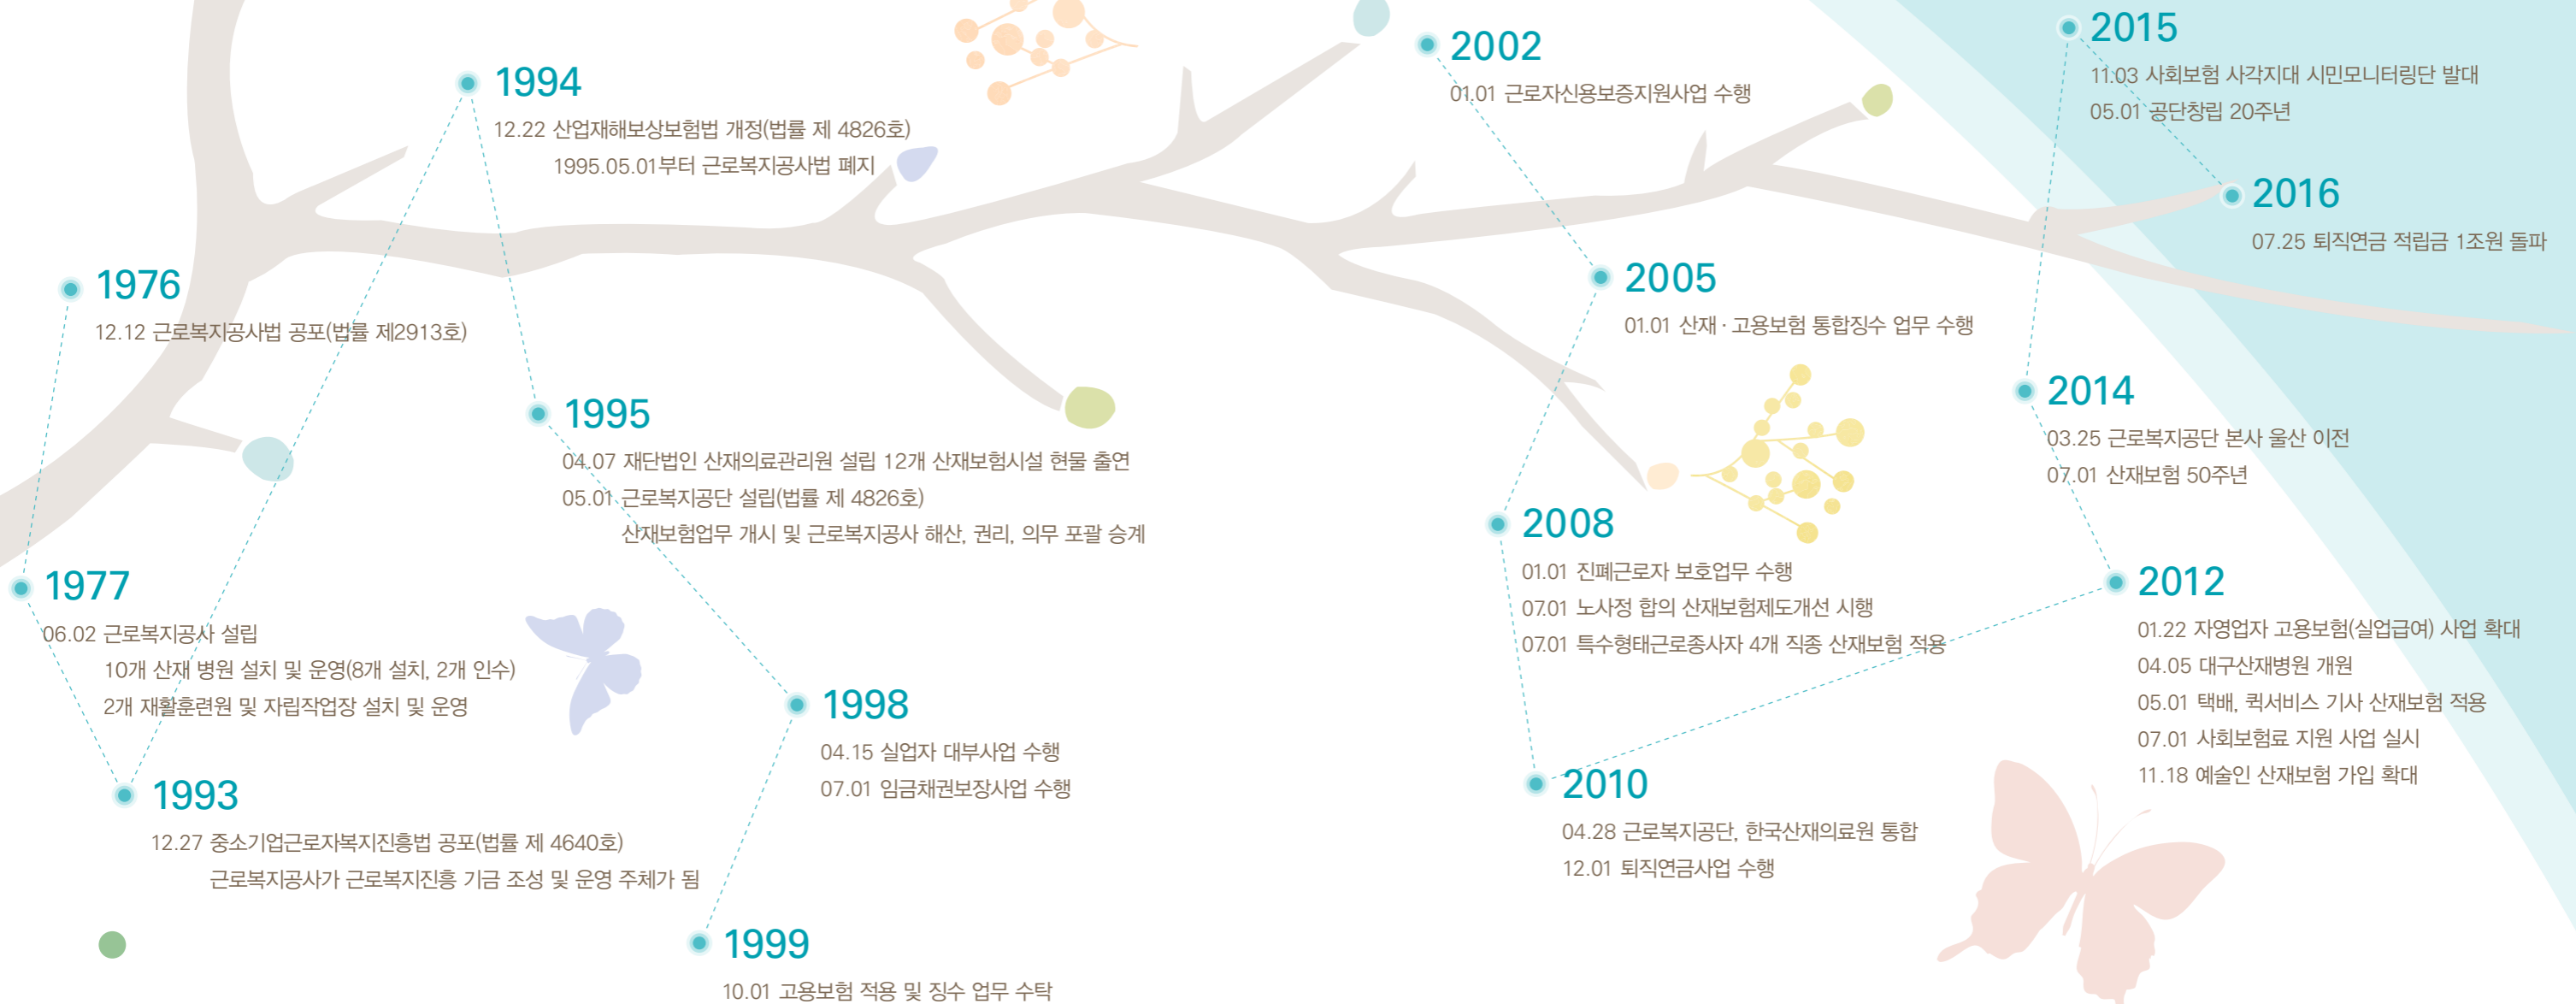 1976
12.12 근로복지공사법 공포(법률 제2913호)
1977
06.02 근로복지공사 설립
10개 산재 병원 설치 및 운영(8개 설치, 2개 인수)
2개 재활훈련원 및 자립작업장 설치 및 운영
1993
12.27 중소기업근로자복지진흥법 공포(법률 제 4640호)
근로복지공사가 근로복지진흥 기금 조성 및 운영 주체가 됨
1994
12.22 산업재해보상보험법 개정(법률 제 4826호)
1995.05.01부터 근로복지공사법 폐지
1995
04.07 재단법인 산재의료관리원 설립 12개 산재보험시설 현물 출연
05.01 근로복지공단 설립(법률 제 4826호)
산재보험업무 개시 및 근로복지공사 해산, 권리, 의무 포괄 승계
1998
04.15 실업자 대부사업 수행
07.01 임금채권보장사업 수행
1999
10.01 고용보험 적용 및 징수 업무 수탁
2002
01.01 근로자신용보증지원사업 수행
2005
01.01 산재 · 고용보험 통합징수 업무 수행
2008
01.01 진폐근로자 보호업무 수행
07.01 노사정 합의 산재보험제도개선 시행
07.01 특수형태근로종사자 4개 직종 산재보험 적용
2010
04.28 근로복지공단, 한국산재의료원 통합
12.01 퇴직연금사업 수행
2012
01.22 자영업자 고용보험(실업급여) 사업 확대
04.05 대구산재병원 개원
05.01 택배, 퀵서비스 기사 산재보험 적용
07.01 사회보험료 지원 사업 실시
11.18 예술인 산재보험 가입 확대
2014
03.25 근로복지공단 본사 울산 이전
07.01 산재보험 50주년
2015
11.03 사회보험 사각지대 시민모니터링단 발대
05.01 공단창립 20주년
2016
07.25 퇴직연금 적립금 1조원 돌파